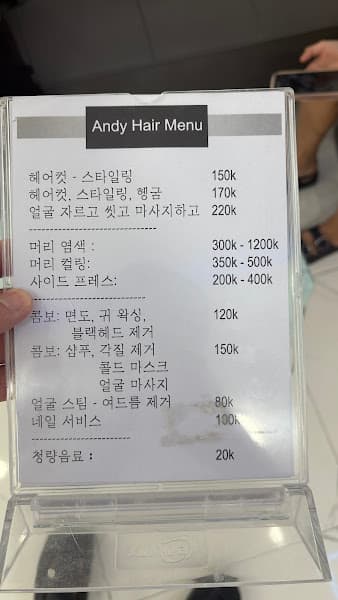 Andy Hair Menu
헤어컷 - 스타일링 150k
헤어컷, 스타일링, 헹굼 170k
얼굴 자르고 씻고 마사지하고 220k
머리 염색 : 300k - 1200k
머리 컬링: 350k - 500k
사이드 프레스: 200k - 400k
콤보: 면도, 귀 왁싱, 120k
블랙헤드 제거
콤보: 샴푸, 각질 제거 150k
콜드 마스크
얼굴 마사지
얼굴 스팀 - 여드름 제거 80k
네일 서비스 100k
청량음료 : 20k